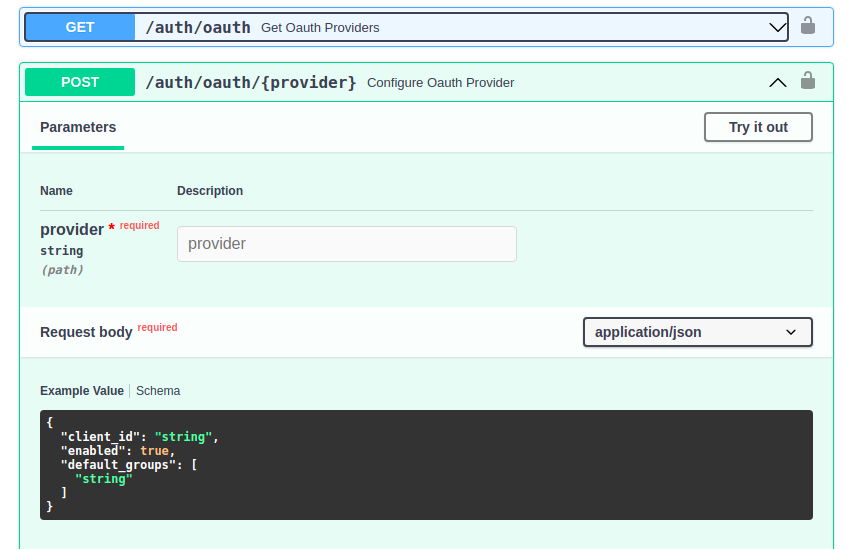 GET /auth/oauth Get Oauth Providers
POST /auth/oauth/{provider} Configure Oauth Provider
Parameters Try it out
Name Description
provider * required
string
(path)
provider
Request body required application/json
Example Value Schema
{
  "client_id": "string",
  "enabled": true,
  "default_groups": [
    "string"
  ]
}